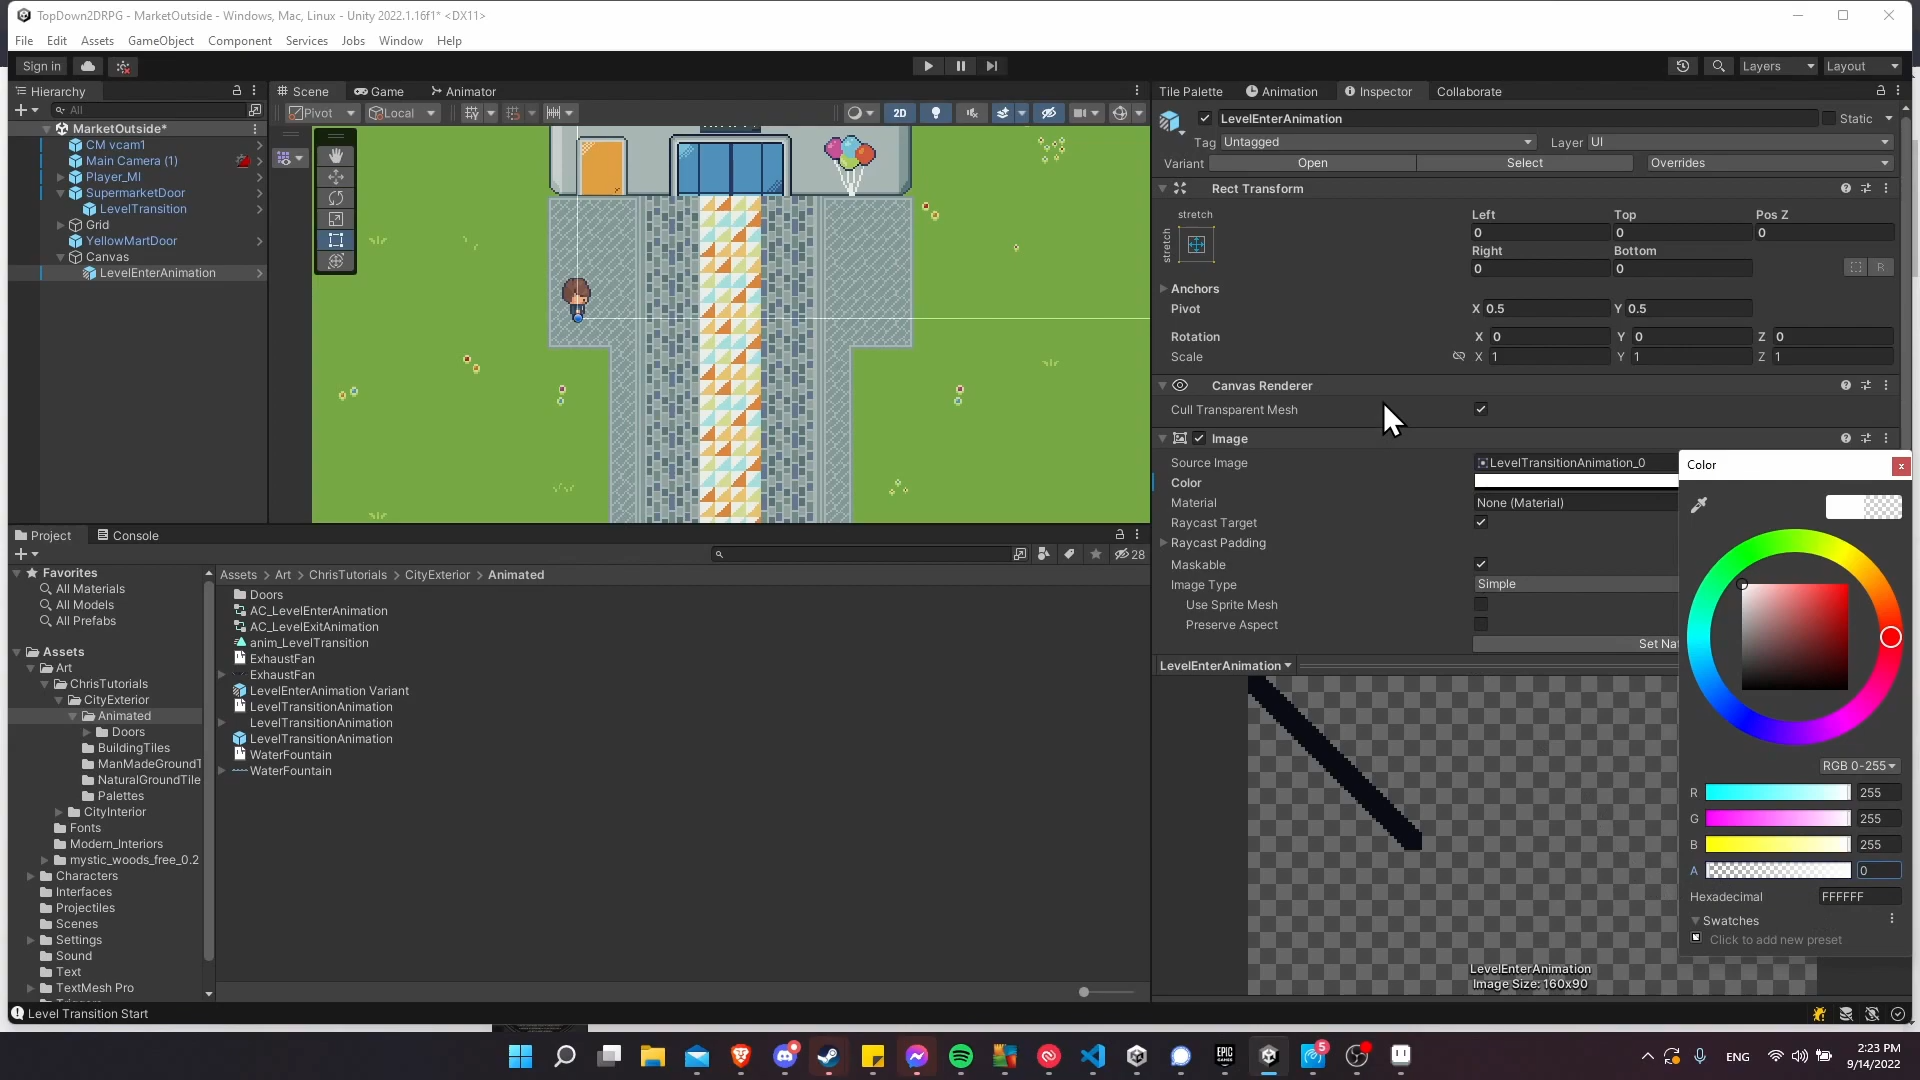 TopDown2DRPG - MarketOutside - Windows, Mac, Linux - Unity 2022.1.16f1* <DX11>
File Edit Assets GameObject Component Services Jobs Window Help
Sign in
Layers
Layout
Hierarchy
All
MarketOutside*
CM vcam1
Main Camera (1)
Player_MI
SupermarketDoor
LevelTransition
Grid
YellowMartDoor
Canvas
LevelEnterAnimation
Scene
Game
Animator
Pivot
Local
2D
Tile Palette
Animation
Inspector
Collaborate
LevelEnterAnimation
Static
Tag Untagged
Layer UI
Variant Open Select Overrides
Rect Transform
stretch
stretch
Left Top Pos Z
0 0 0
Right Bottom
0 0
R
Anchors
Pivot X 0.5 Y 0.5
Rotation X 0 Y 0 Z 0
Scale X 1 Y 1 Z 1
Canvas Renderer
Cull Transparent Mesh
Image
Source Image LevelTransitionAnimation_0
Color
Material None (Material)
Raycast Target
Raycast Padding
Maskable
Image Type Simple
Use Sprite Mesh
Preserve Aspect
Set Nat
LevelEnterAnimation
LevelEnterAnimation
Image Size: 160x90
Color
x
RGB 0-255
R 255
G 255
B 255
A 0
Hexadecimal FFFFFF
Swatches
Click to add new preset
Project
Console
28
Favorites
All Materials
All Models
All Prefabs
Assets
Art
ChrisTutorials
CityExterior
Animated
Doors
BuildingTiles
ManMadeGroundT
NaturalGroundTile
Palettes
CityInterior
Fonts
Modern_Interiors
mystic_woods_free_0.2
Characters
Interfaces
Projectiles
Scenes
Settings
Sound
Text
TextMesh Pro
Assets > Art > ChrisTutorials > CityExterior > Animated
Doors
AC_LevelEnterAnimation
AC_LevelExitAnimation
anim_LevelTransition
ExhaustFan
ExhaustFan
LevelEnterAnimation Variant
LevelTransitionAnimation
LevelTransitionAnimation
LevelTransitionAnimation
WaterFountain
WaterFountain
Level Transition Start
EPIC
5
ENG
2:23 PM
9/14/2022